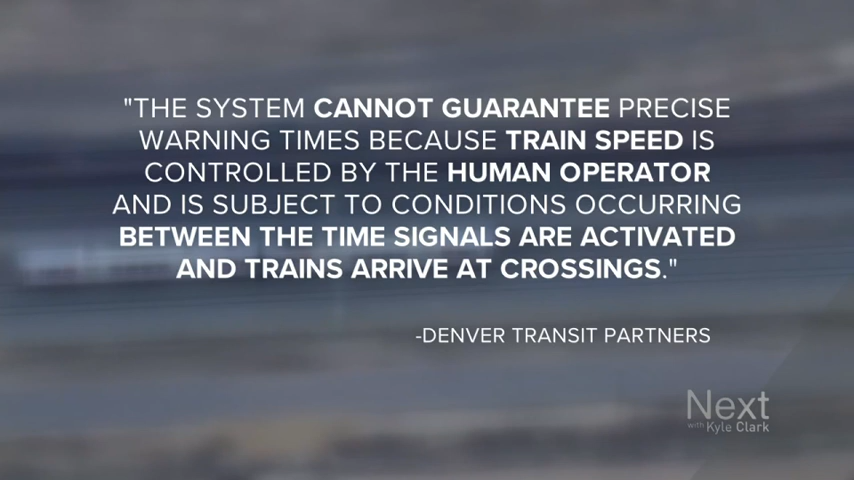 "THE SYSTEM CANNOT GUARANTEE PRECISE
WARNING TIMES BECAUSE TRAIN SPEED IS
CONTROLLED BY THE HUMAN OPERATOR
AND IS SUBJECT TO CONDITIONS OCCURRING
BETWEEN THE TIME SIGNALS ARE ACTIVATED
AND TRAINS ARRIVE AT CROSSINGS."
-DENVER TRANSIT PARTNERS
Next
with Kyle Clark